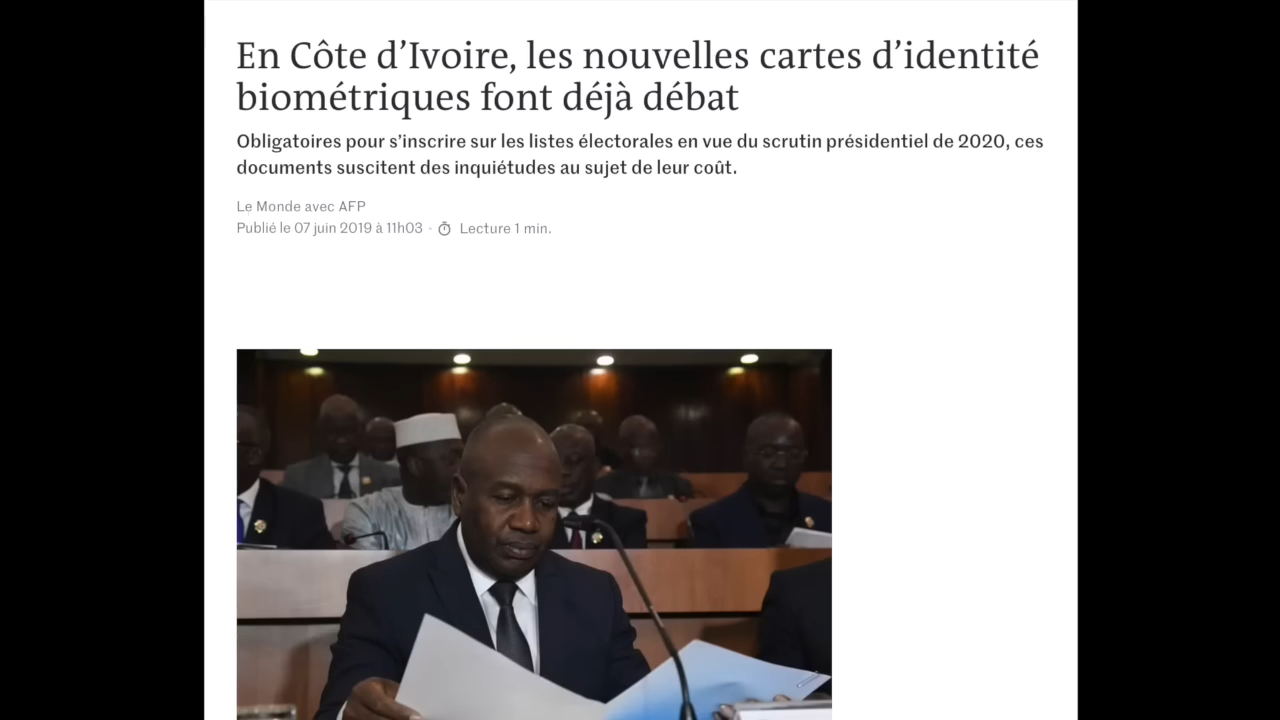 En Côte d’Ivoire, les nouvelles cartes d’identité
biométriques font déjà débat
Obligatoires pour s’inscrire sur les listes électorales en vue du scrutin présidentiel de 2020, ces
documents suscitent des inquiétudes au sujet de leur coût.
Le Monde avec AFP
Publié le 07 juin 2019 à 11h03 · Lecture 1 min.